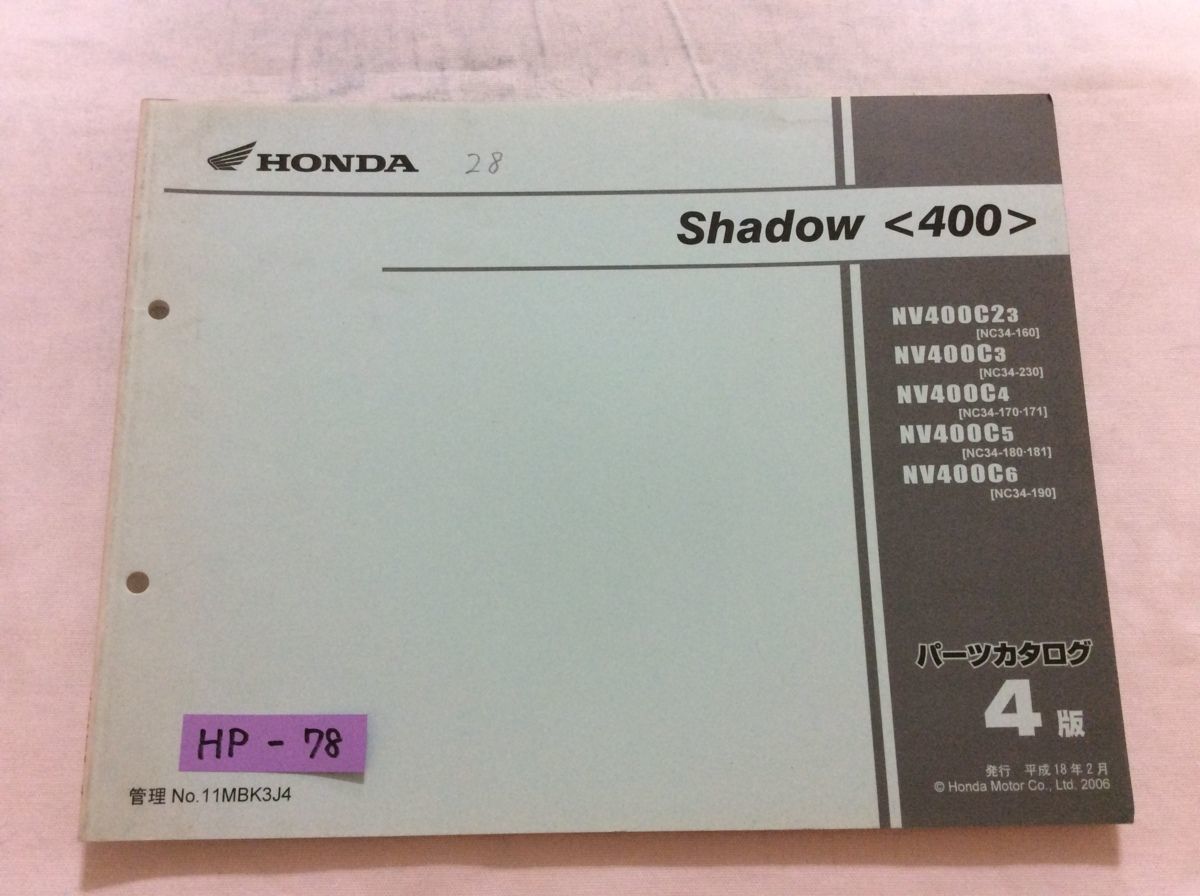 HONDA
28
Shadow <400>
NV400C23
[NC34-160]
NV400C3
[NC34-230]
NV400C4
[NC34-170·171]
NV400C5
[NC34-180·181]
NV400C6
[NC34-190]
パーツカタログ
4版
発行 平成18年2月
© Honda Motor Co., Ltd. 2006
HP - 78
管理 No.11MBK3J4